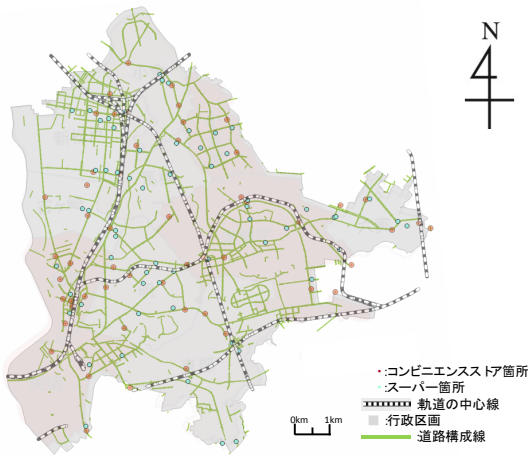 N
・:コンビニエンスストア箇所
・:スーパー箇所
:軌道の中心線
:行政区画
:道路構成線
0km 1km